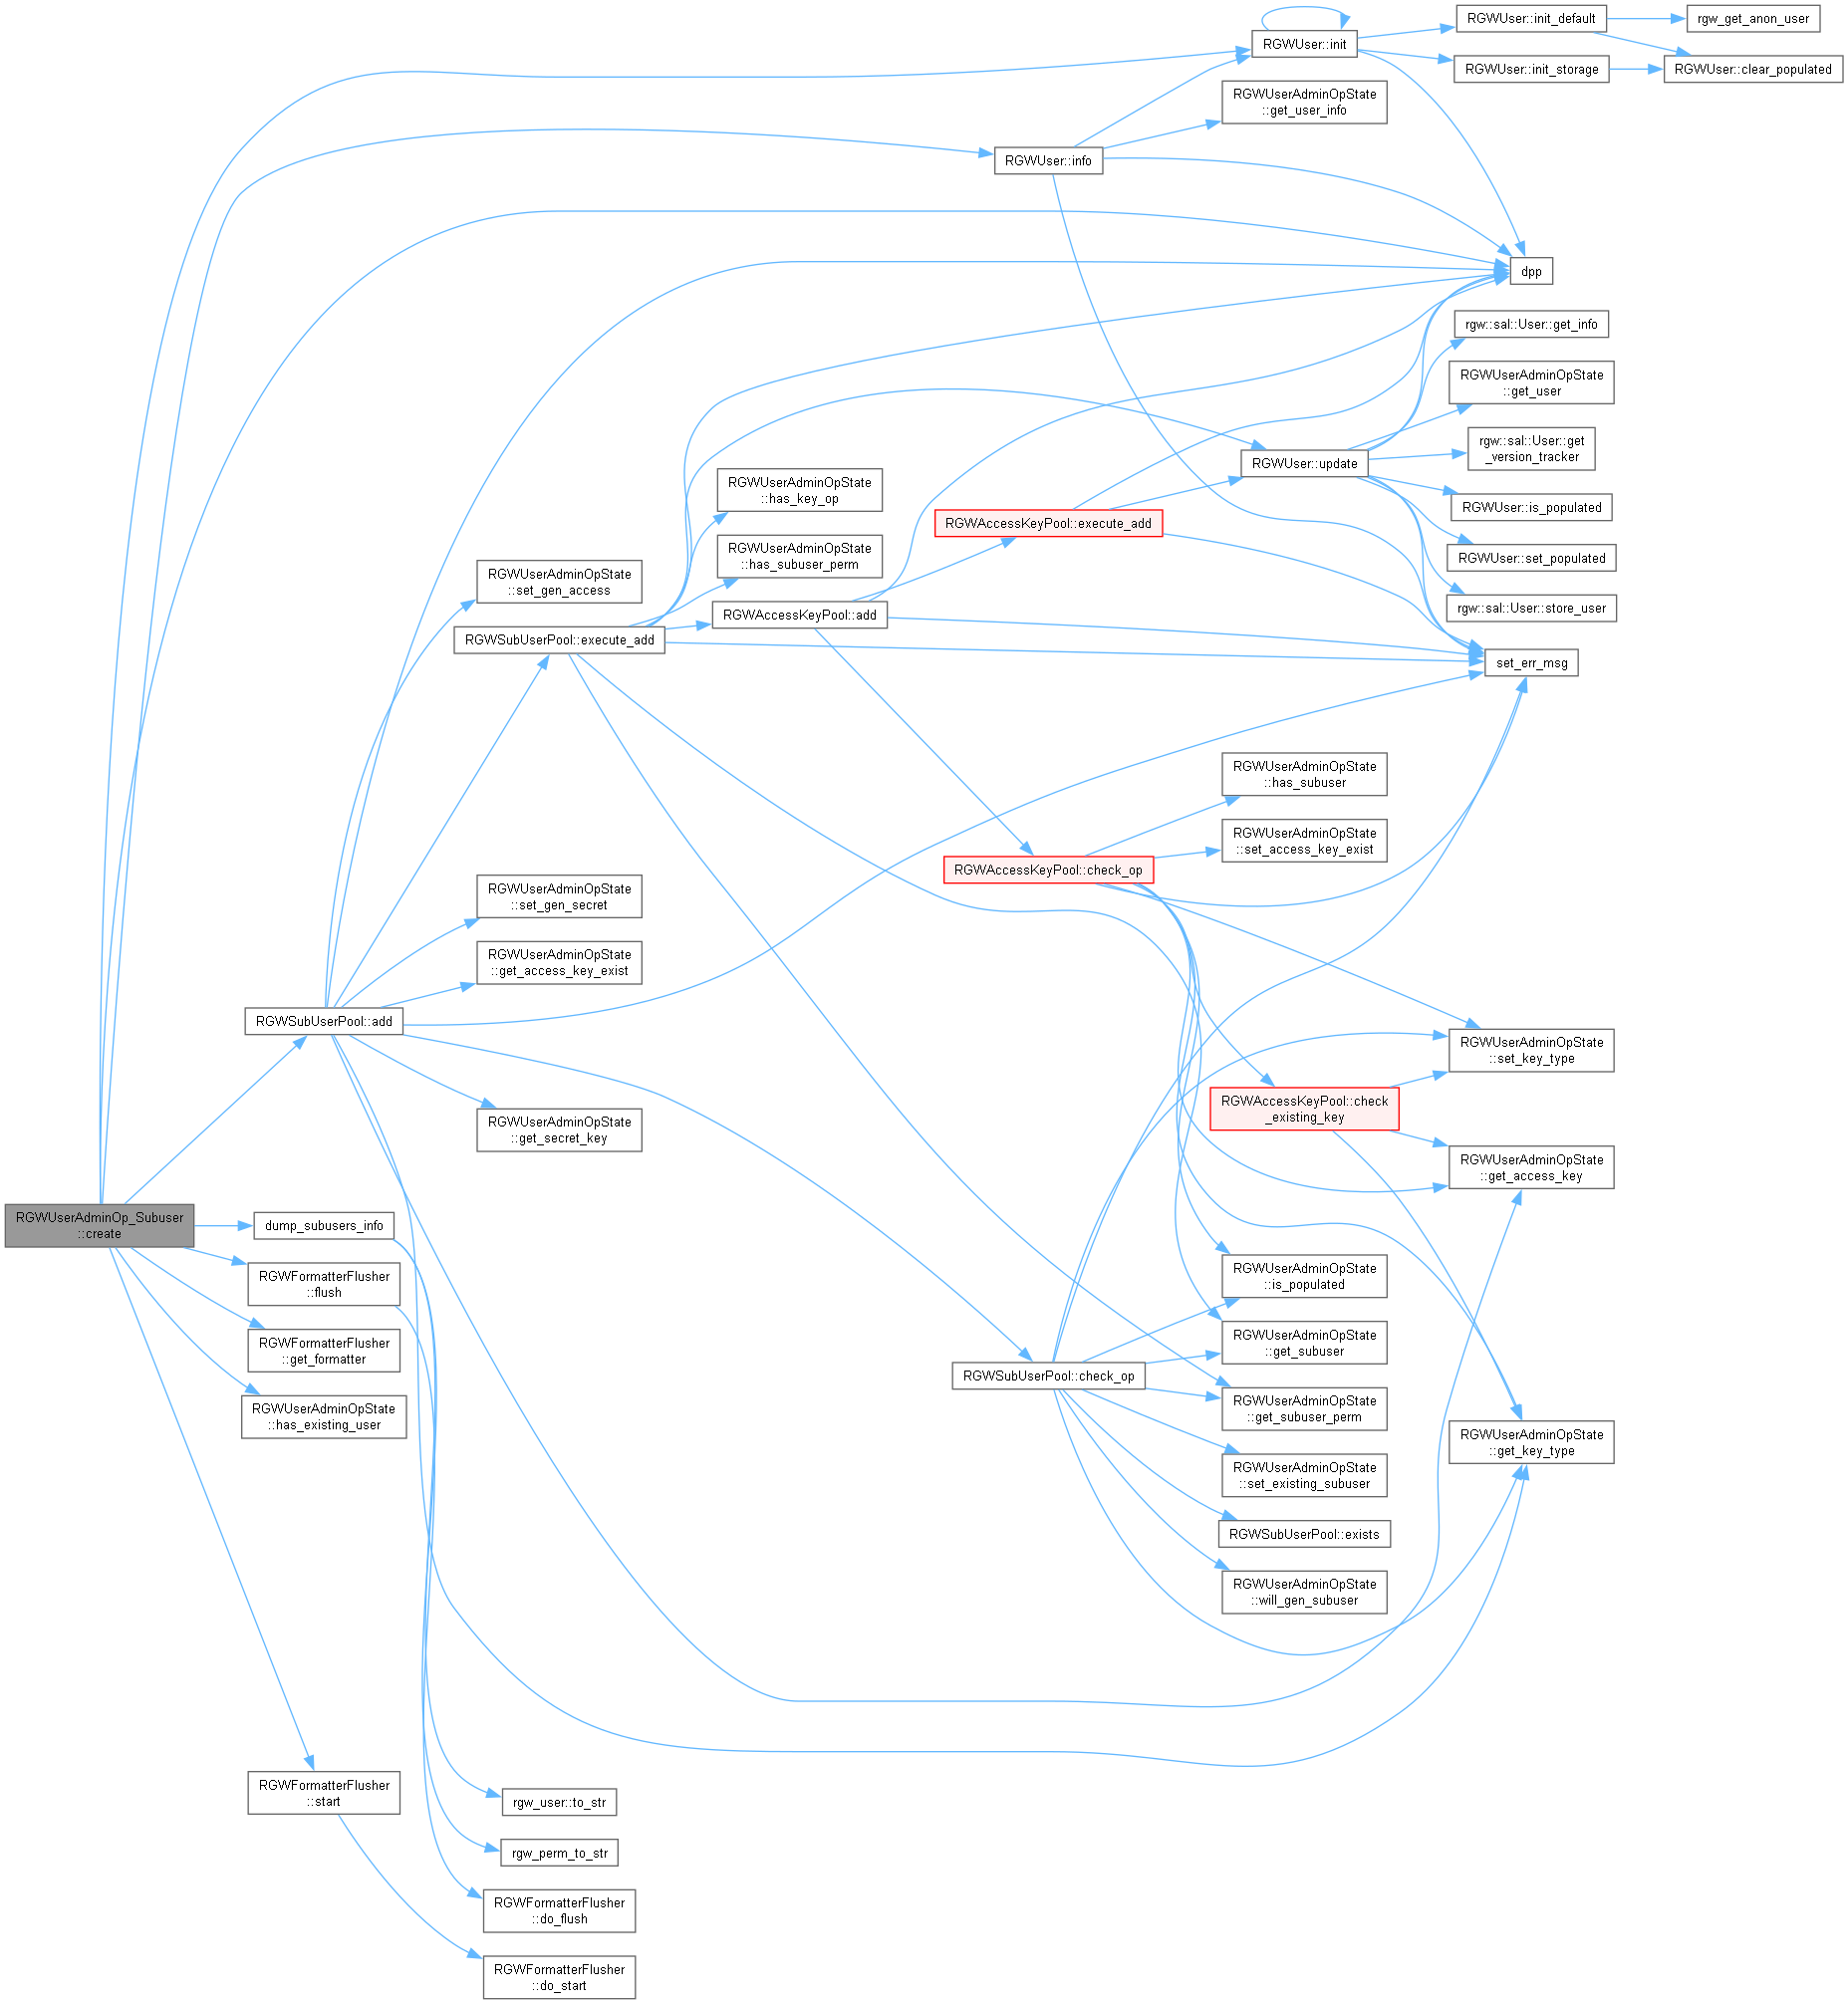 RGWUser::init
RGWUser::init_default
rgw_get_anon_user
RGWUser::init_storage
RGWUser::clear_populated
RGWUserAdminOpState
::get_user_info
RGWUser::info
dpp
rgw::sal::User::get_info
RGWUserAdminOpState
::get_user
rgw::sal::User::get
_version_tracker
RGWUser::update
RGWUser::is_populated
RGWUser::set_populated
rgw::sal::User::store_user
set_err_msg
RGWUserAdminOpState
::has_key_op
RGWAccessKeyPool::execute_add
RGWUserAdminOpState
::has_subuser_perm
RGWUserAdminOpState
::set_gen_access
RGWAccessKeyPool::add
RGWSubUserPool::execute_add
RGWUserAdminOpState
::has_subuser
RGWUserAdminOpState
::set_access_key_exist
RGWAccessKeyPool::check_op
RGWUserAdminOpState
::set_gen_secret
RGWUserAdminOpState
::get_access_key_exist
RGWSubUserPool::add
RGWUserAdminOpState
::set_key_type
RGWAccessKeyPool::check
_existing_key
RGWUserAdminOpState
::get_secret_key
RGWUserAdminOpState
::get_access_key
RGWUserAdminOp_Subuser
::create
dump_subusers_info
RGWFormatterFlusher
::flush
RGWFormatterFlusher
::get_formatter
RGWUserAdminOpState
::has_existing_user
RGWUserAdminOpState
::is_populated
RGWUserAdminOpState
::get_subuser
RGWSubUserPool::check_op
RGWUserAdminOpState
::get_subuser_perm
RGWUserAdminOpState
::get_key_type
RGWUserAdminOpState
::set_existing_subuser
RGWSubUserPool::exists
RGWUserAdminOpState
::will_gen_subuser
RGWFormatterFlusher
::start
rgw_user::to_str
rgw_perm_to_str
RGWFormatterFlusher
::do_flush
RGWFormatterFlusher
::do_start